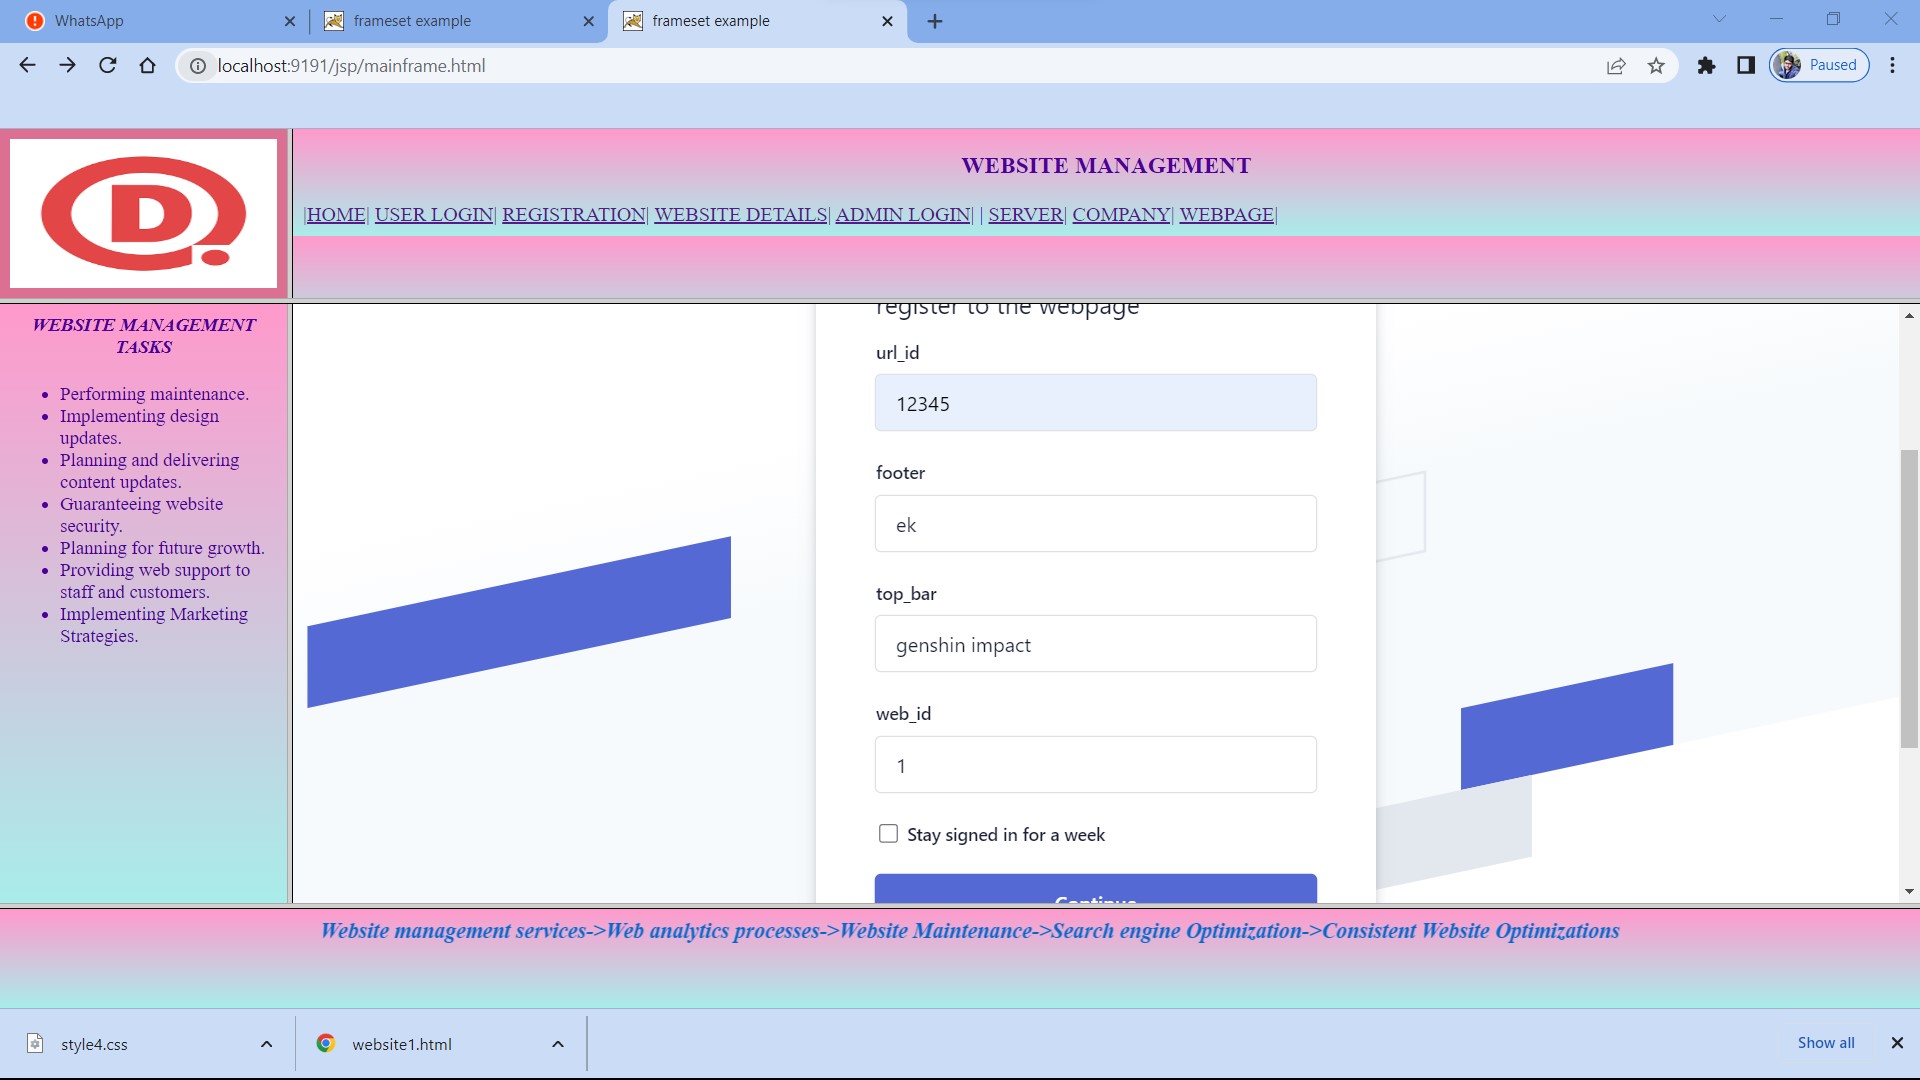 WhatsApp
frameset example
frameset example
localhost:9191/jsp/mainframe.html
Paused
D
WEBSITE MANAGEMENT
|HOME| USER LOGIN| REGISTRATION| WEBSITE DETAILS| ADMIN LOGIN| | SERVER| COMPANY| WEBPAGE|
WEBSITE MANAGEMENT
TASKS
Performing maintenance.
Implementing design
updates.
Planning and delivering
content updates.
Guaranteeing website
security.
Planning for future growth.
Providing web support to
staff and customers.
Implementing Marketing
Strategies.
register to the webpage
url_id
12345
footer
ek
top_bar
genshin impact
web_id
1
Stay signed in for a week
Continue
Website management services->Web analytics processes->Website Maintenance->Search engine Optimization->Consistent Website Optimizations
style4.css
website1.html
Show all